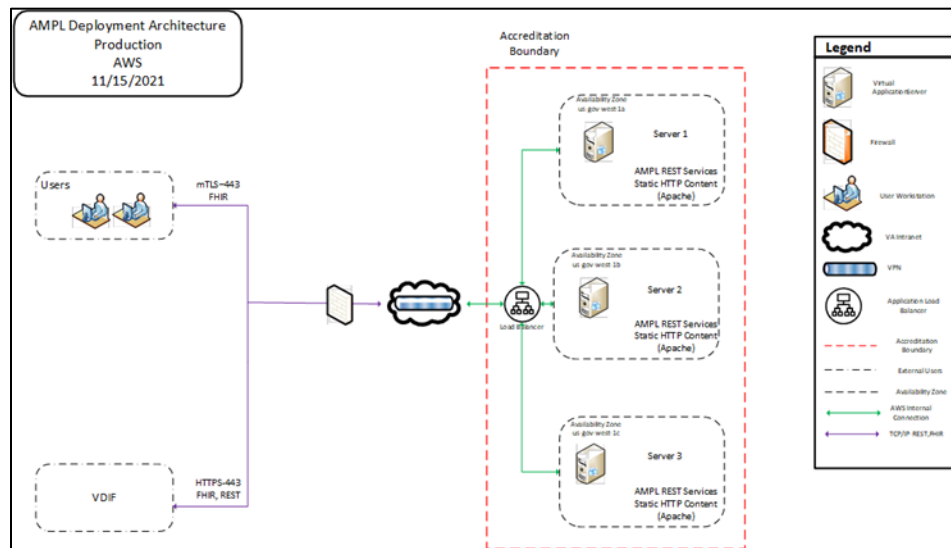 AMPL Deployment Architecture
Production
AWS
11/15/2021
Accreditation
Boundary
Users
mTLS-443
FHIR
VDIF
HTTPS-443
FHIR, REST
Load Balancer
Availability Zone
us gov west 1a
Server 1
AMPL REST Services
Static HTTP Content
(Apache)
Availability Zone
us gov west 1b
Server 2
AMPL REST Services
Static HTTP Content
(Apache)
Availability Zone
us gov west 1c
Server 3
AMPL REST Services
Static HTTP Content
(Apache)
Legend
Virtual
ApplicationServer
Firewall
User Workstation
VA Intranet
VPN
Application Load
Balancer
Accreditation
Boundary
External Users
Availability Zone
AWS Internal
Connection
TCP/IP REST,FHIR